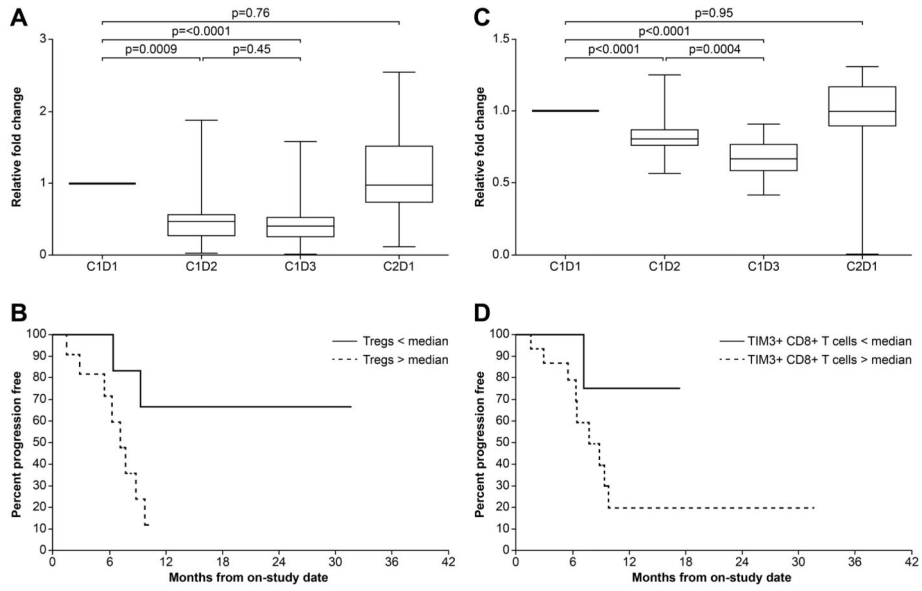 A
p=0.76
p=<0.0001
p=0.0009
p=0.45
3
2
1
0
Relative fold change
C1D1
C1D2
C1D3
C2D1
C
p=0.95
p<0.0001
p<0.0001
p=0.0004
1.5
1.0
0.5
0.0
Relative fold change
C1D1
C1D2
C1D3
C2D1
B
Tregs < median
Tregs > median
100
90
80
70
60
50
40
30
20
10
0
Percent progression free
0
6
12
18
24
30
36
42
Months from on-study date
D
TIM3+ CD8+ T cells < median
TIM3+ CD8+ T cells > median
100
90
80
70
60
50
40
30
20
10
0
Percent progression free
0
6
12
18
24
30
36
42
Months from on-study date